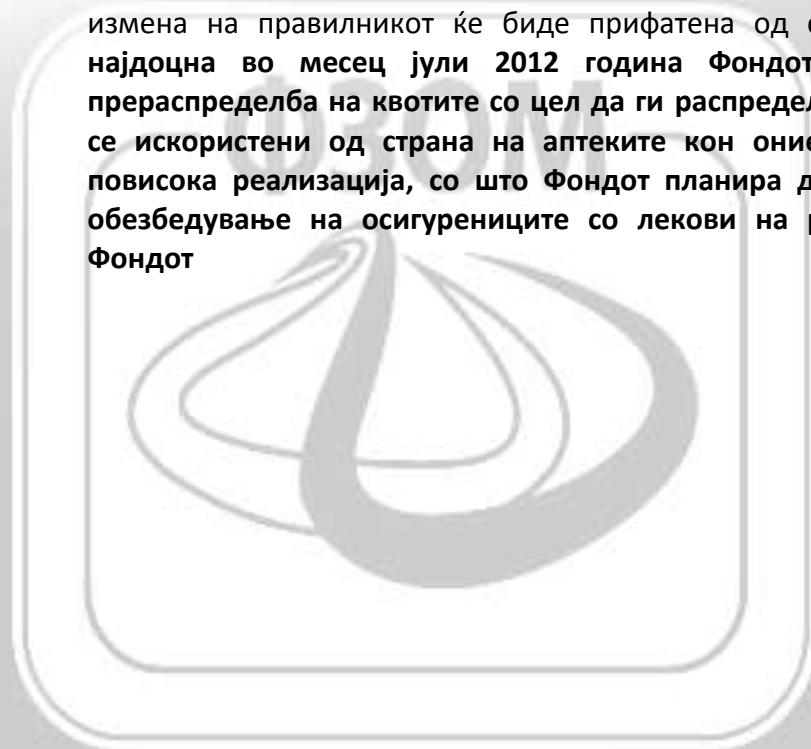 измена на правилникот ќе биде прифатена од
најдоцна во месец јули 2012 година Фондот
прераспределба на квотите со цел да ги
се искористени од страна на аптеките кон
повисока реализација, со што Фондот планира
обезбедување на осигурениците со лекови на
Фондот
ФЗОМ